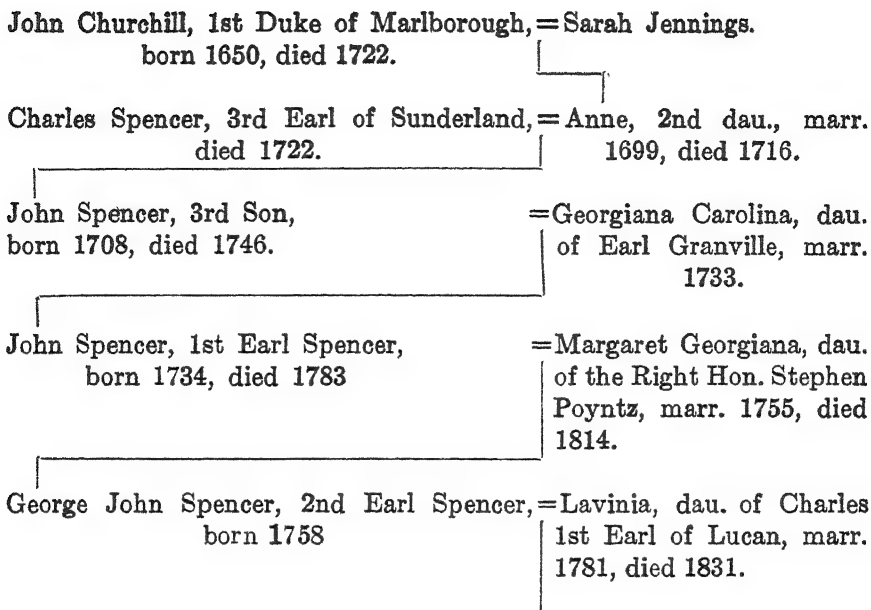 John Churchill, 1st Duke of Marlborough, = Sarah Jennings.
born 1650, died 1722.
Charles Spencer, 3rd Earl of Sunderland, = Anne, 2nd dau., marr.
died 1722. 1699, died 1716.
John Spencer, 3rd Son, = Georgiana Carolina, dau.
born 1708, died 1746. of Earl Granville, marr.
1733.
John Spencer, 1st Earl Spencer, = Margaret Georgiana, dau.
born 1734, died 1783 of the Right Hon. Stephen
Poyntz, marr. 1755, died
1814.
George John Spencer, 2nd Earl Spencer, = Lavinia, dau. of Charles
born 1758 1st Earl of Lucan, marr.
1781, died 1831.